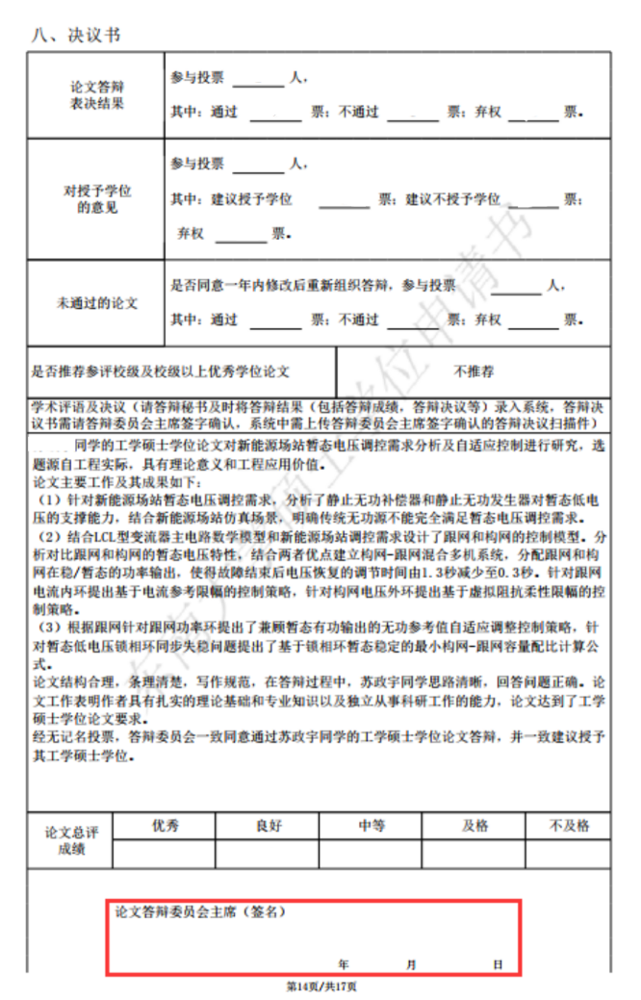 八、决议书
论文答辩
表决结果
参与投票 ______ 人,
其中: 通过 ______ 票; 不通过 ______ 票; 弃权 ______ 票。
对授予学位
的意见
参与投票 ______ 人,
其中: 建议授予学位 ______ 票; 建议不授予学位 ______ 票;
弃权 ______ 票。
未通过的论文
是否同意一年内修改后重新组织答辩, 参与投票 ______ 人,
其中: 通过 ______ 票; 不通过 ______ 票; 弃权 ______ 票。
是否推荐参评校级及校级以上优秀学位论文 不推荐
学术评语及决议（请答辩秘书及时将答辩结果（包括答辩成绩, 答辩决议等）录入系统, 答辩决
议书需请答辩委员会主席签字确认, 系统中需上传答辩委员会主席签字确认的答辩决议扫描件）
同学的工学硕士学位论文对新能源场站暂态电压调控需求分析及自适应控制进行研究, 选
题源自工程实际, 具有理论意义和工程应用价值。
论文主要工作及其成果如下:
（1）针对新能源场站暂态电压调控需求, 分析了静止无功补偿器和静止无功发生器对暂态低电
压的支撑能力, 结合新能源场站仿真场景, 明确传统无功源不能完全满足暂态电压调控需求。
（2）结合LCL型变流器主电路数学模型和新能源场站调控需求设计了跟网和构网的控制模型。分
析对比跟网和构网的暂态电压特性, 结合两者优点建立构网-跟网混合多机系统, 分配跟网和构
网在稳/暂态的功率输出, 使得故障结束后电压恢复的调节时间由1.3秒减少至0.3秒。针对跟网
电流内环提出基于电流参考限幅的控制策略, 针对构网电压外环提出基于虚拟阻抗柔性限幅的控
制策略。
（3）根据跟网针对跟网功率环提出了兼顾暂态有功输出的无功参考值自适应调整控制策略, 针
对暂态低电压锁相环同步失稳问题提出了基于锁相环暂态稳定的最小构网-跟网容量配比计算公
式。
论文结构合理, 条理清楚, 写作规范, 在答辩过程中, 苏政宇同学思路清晰, 回答问题正确。论
文工作表明作者具有扎实的理论基础和专业知识以及独立从事科研工作的能力, 论文达到了工学
硕士学位论文要求。
经无记名投票, 答辩委员会一致同意通过苏政宇同学的工学硕士学位论文答辩, 并一致建议授予
其工学硕士学位。
论文总评
成绩
优秀 良好 中等 及格 不及格
论文答辩委员会主席（签名）
年 月 日
第14页/共17页